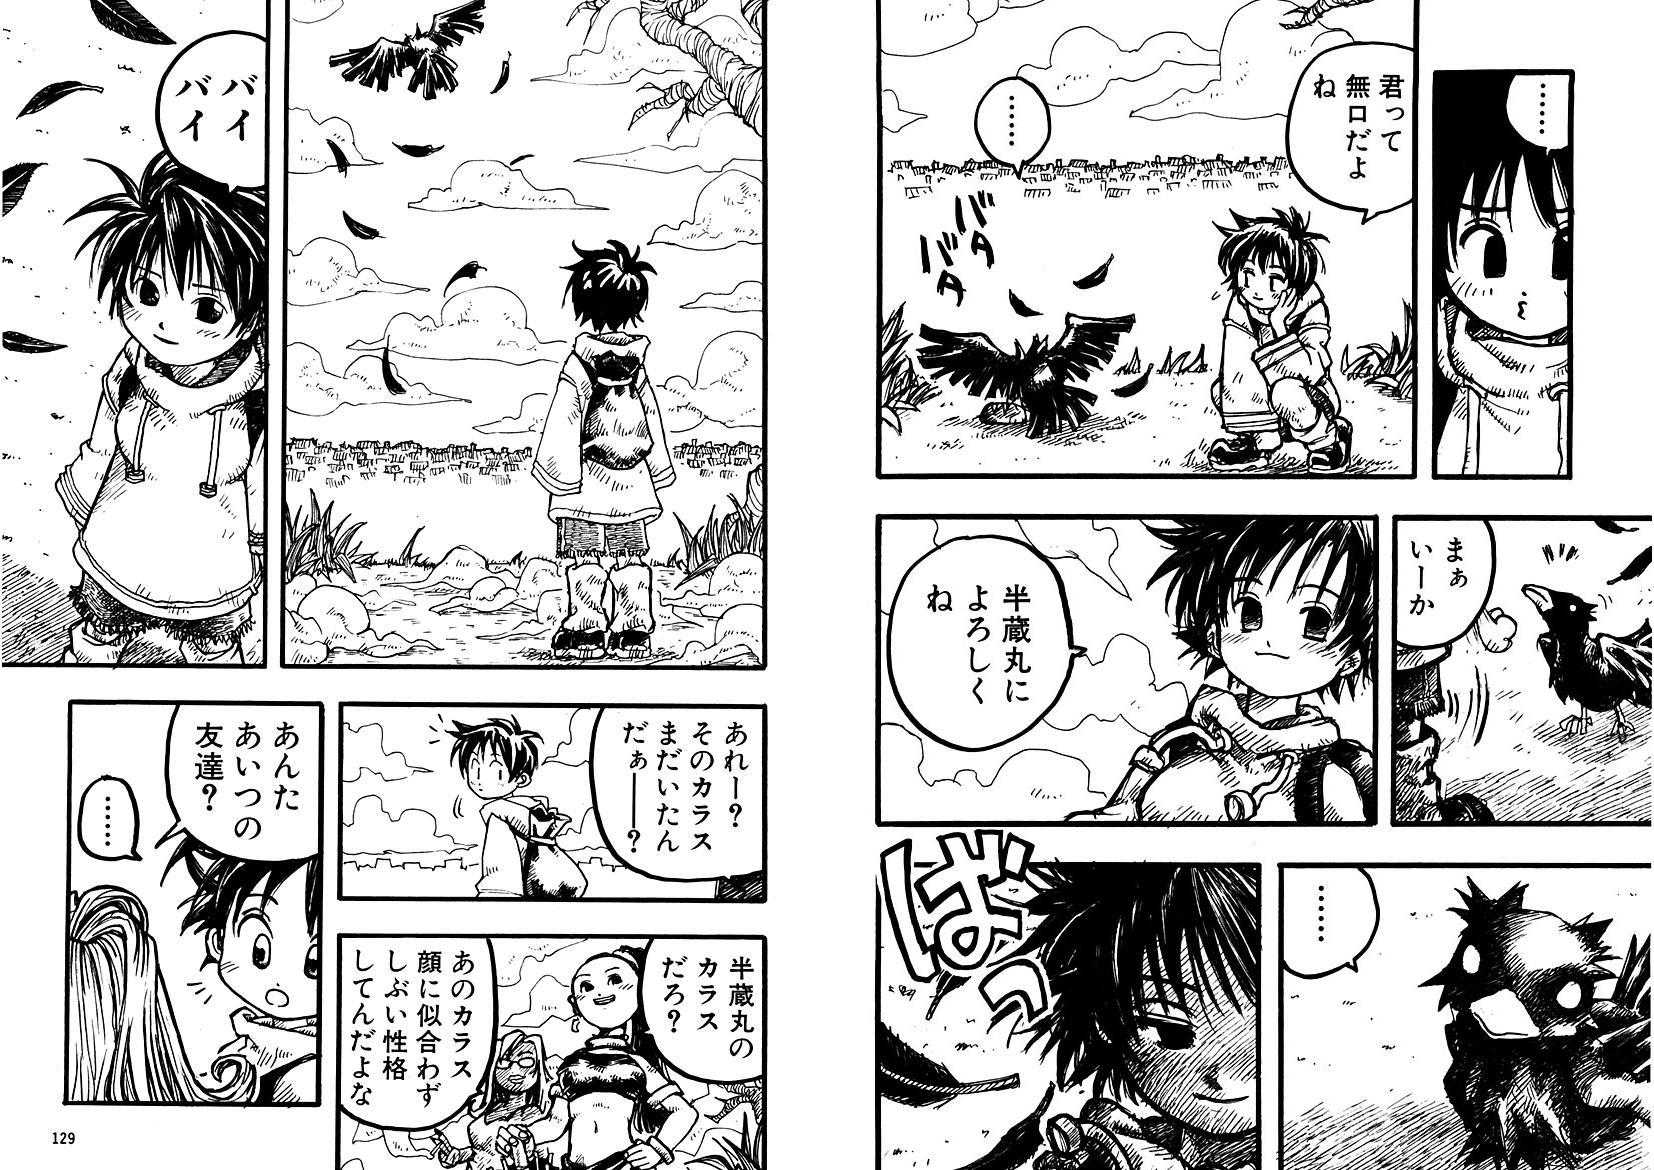 ……
君って
無口だよ
ね
……
バタ
バタ
まぁ
いーか
半蔵丸に
よろしく
ね
……
ばっ
バイ
バイ
あれー？
そのカラス
まだいたん
だぁ――？
あんた
あいつの
友達？
……
半蔵丸の
カラス
だろ？
あのカラス
顔に似合わず
しぶい性格
してんだよな
129